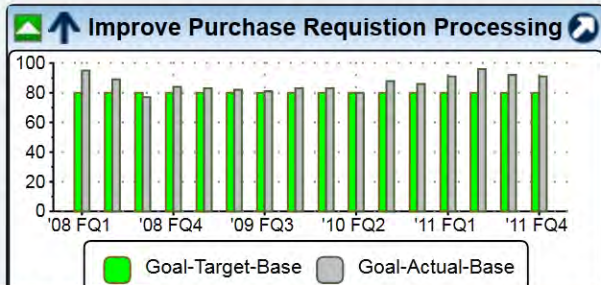 Improve Purchase Requistion Processing
100
80
60
40
20
0
'08 FQ1 '08 FQ4 '09 FQ3 '10 FQ2 '11 FQ1 '11 FQ4
Goal-Target-Base Goal-Actual-Base